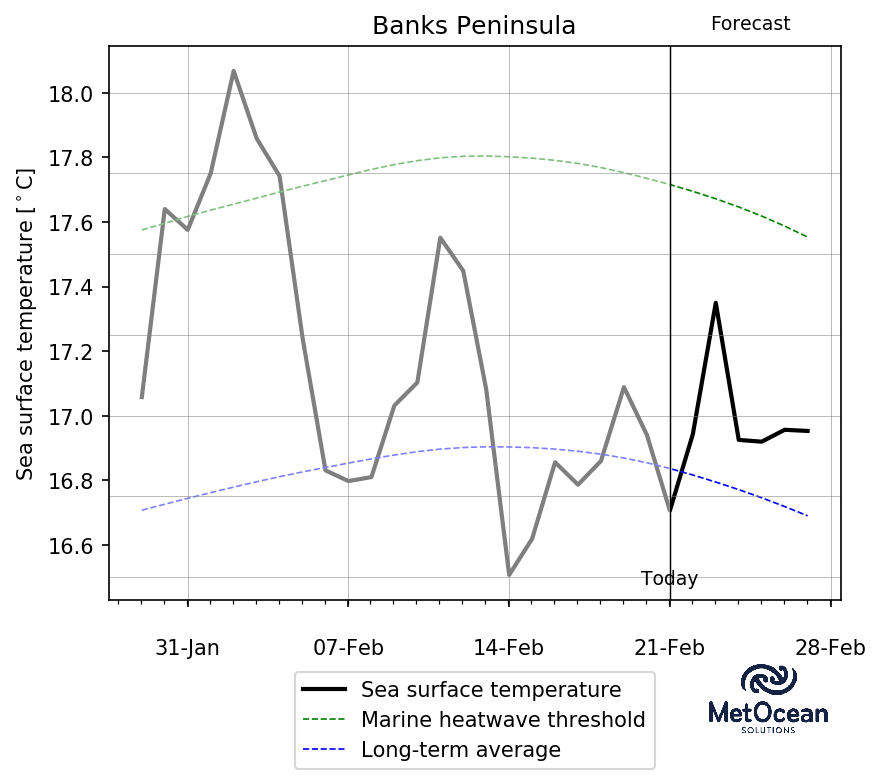 Banks Peninsula
Forecast
Sea surface temperature [°C]
18.0
17.8
17.6
17.4
17.2
17.0
16.8
16.6
Today
31-Jan
07-Feb
14-Feb
21-Feb
28-Feb
Sea surface temperature
Marine heatwave threshold
Long-term average
MetOcean
SOLUTIONS